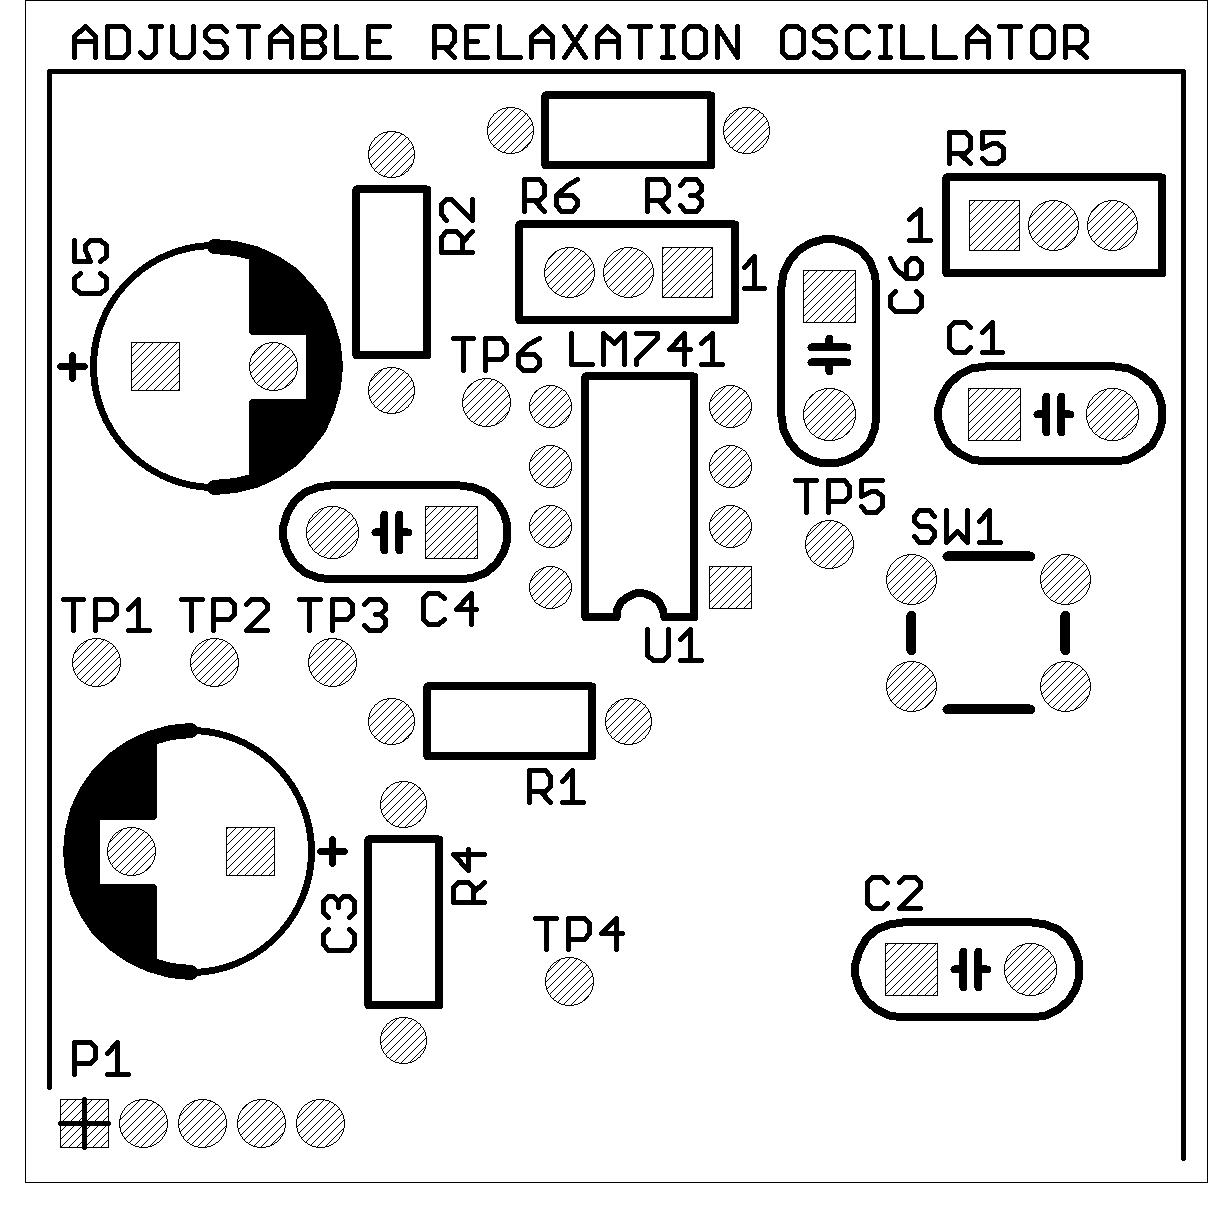 ADJUSTABLE RELAXATION OSCILLATOR
R5
R6 R3
R2
1
C5
+
1
C6
TP6 LM741
C1
TP5
SW1
TP1 TP2 TP3 C4
U1
R1
+
R4
C3
C2
TP4
P1